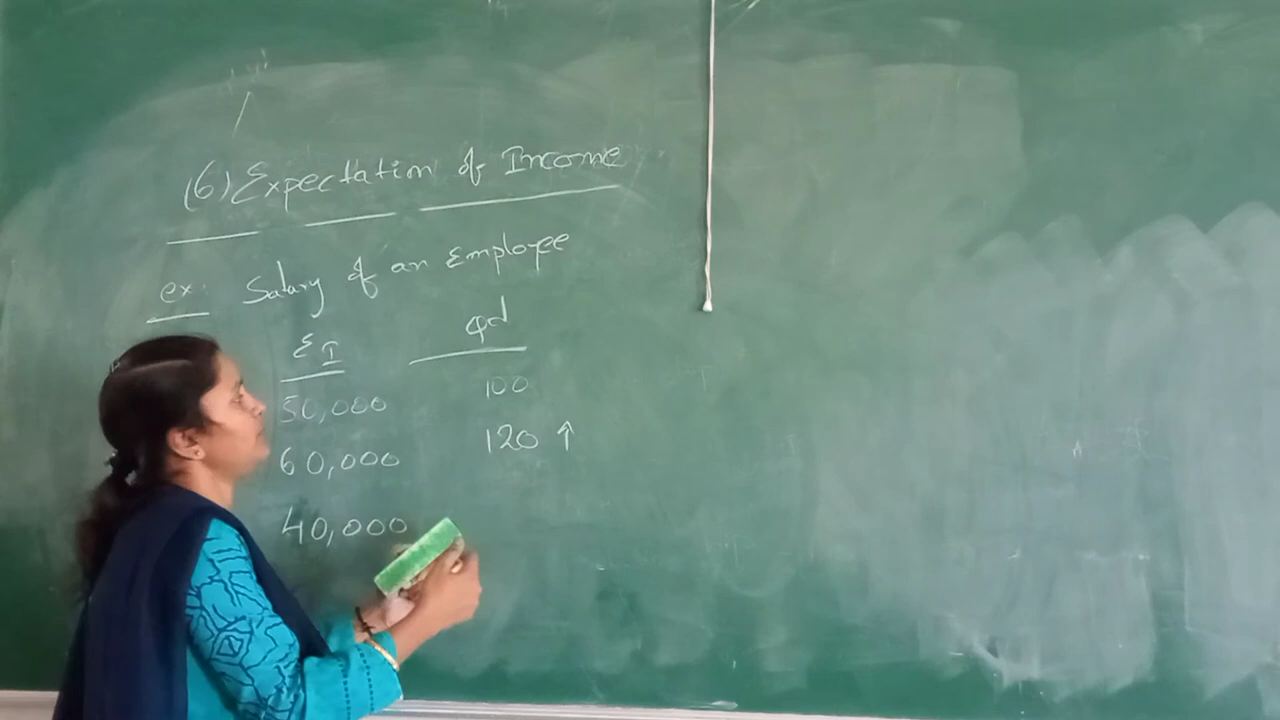 (6) Expectation of Income
ex: Salary of an Employee
EI qd
50,000 100
60,000 120 ↑
40,000